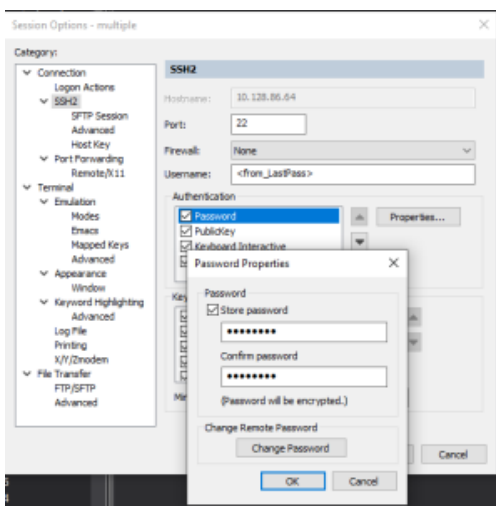 Session Options - multiple
Category:
Connection
Logon Actions
SSH2
SFTP Session
Advanced
Host Key
Port Forwarding
Remote/X11
Terminal
Emulation
Modes
Emacs
Mapped Keys
Advanced
Appearance
Window
Keyword Highlighting
Advanced
Log File
Printing
X/Y/Zmodem
File Transfer
FTP/SFTP
Advanced
SSH2
Hostname: 10.128.86.64
Port: 22
Firewall: None
Username: <from_LastPass>
Authentication
Password
Properties...
PublicKey
Keyboard Interactive
Key
Min
Cancel
Password Properties
Password
Store password
Confirm password
(Password will be encrypted.)
Change Remote Password
Change Password
OK
Cancel